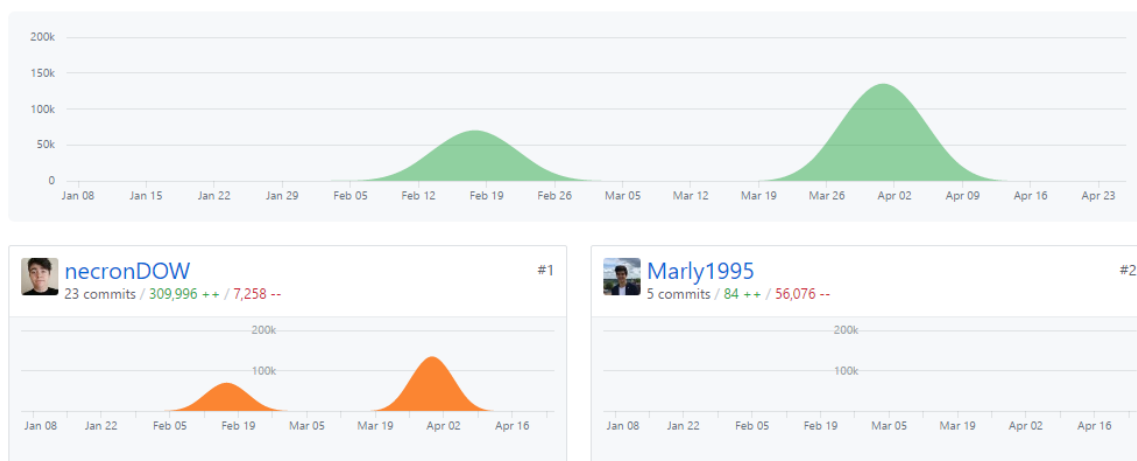 200k
150k
100k
50k
0
Jan 08 Jan 15 Jan 22 Jan 29 Feb 05 Feb 12 Feb 19 Feb 26 Mar 05 Mar 12 Mar 19 Mar 26 Apr 02 Apr 09 Apr 16 Apr 23
necronDOW #1
23 commits / 309,996 ++ / 7,258 --
200k
100k
Jan 08 Jan 22 Feb 05 Feb 19 Mar 05 Mar 19 Apr 02 Apr 16
Marly1995 #2
5 commits / 84 ++ / 56,076 --
200k
100k
Jan 08 Jan 22 Feb 05 Feb 19 Mar 05 Mar 19 Apr 02 Apr 16